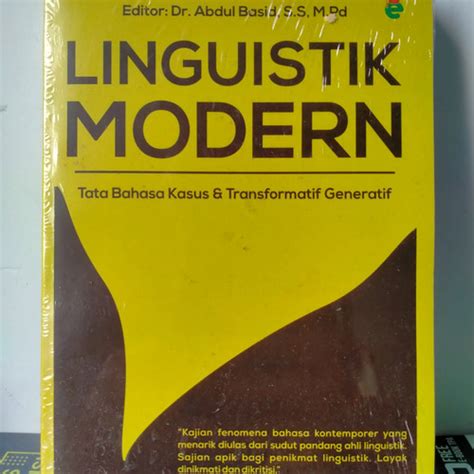 Editor: Dr. Abdul Basid, S.S, M.Pd
LINGUISTIK
MODERN
Tata Bahasa Kasus & Transformatif Generatif
"Kajian fenomena bahasa kontemporer yang
menarik diulas dari sudut pandang ahli linguistik.
Sajian apik bagi penikmat linguistik. Layak
dinikmati dan dikritisi."